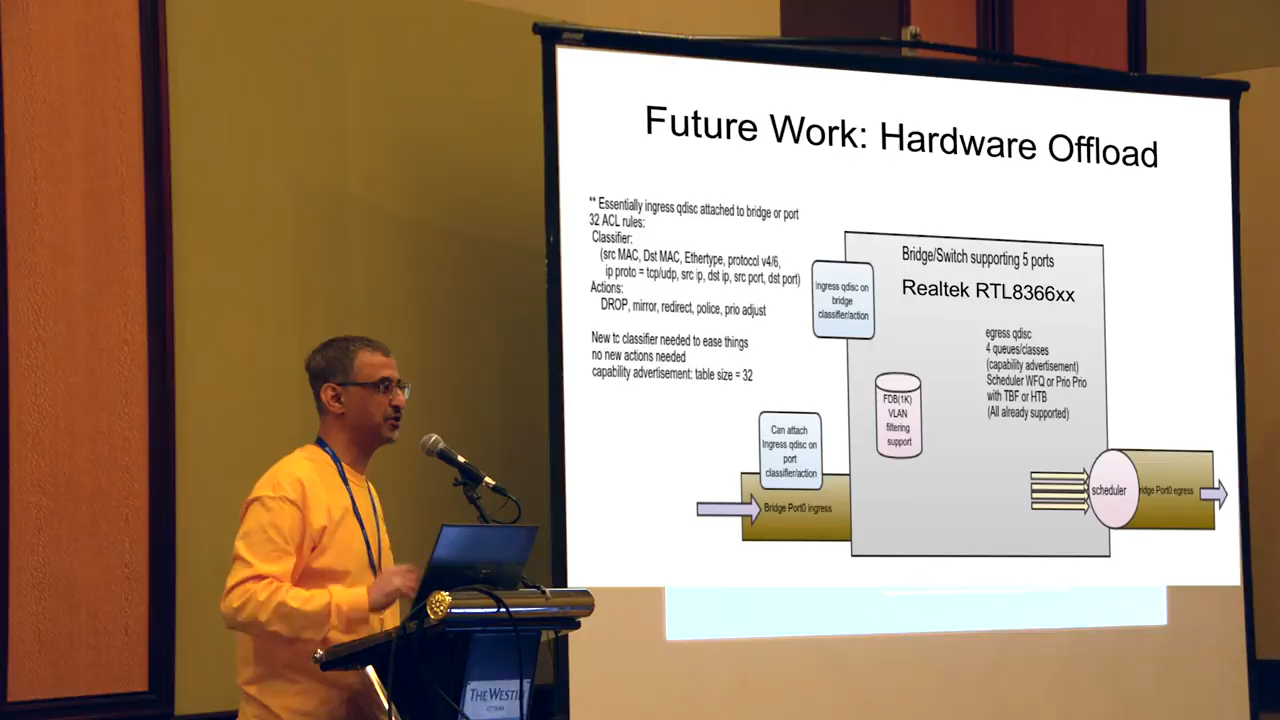 Future Work: Hardware Offload
** Essentially ingress qdisc attached to bridge or port
32 ACL rules:
Classifier:
(src MAC, Dst MAC, Ethertype, protocol v4/6,
ip proto = tcp/udp, src ip, dst ip, src port, dst port)
Actions:
DROP, mirror, redirect, police, prio adjust
New tc classifier needed to ease things
no new actions needed
capability advertisement: table size = 32
Bridge/Switch supporting 5 ports
Realtek RTL8366xx
Ingress qdisc on
bridge
classifier/action
egress qdisc
4 queues/classes
(capability advertisement)
Scheduler WFQ or Prio Prio
with TBF or HTB
(All already supported)
FDB(1K)
VLAN
filtering
support
Can attach
Ingress qdisc on
port
classifier/action
Bridge Port0 ingress
scheduler
ridge Port0 egress
THE WESTIN
OTTAWA